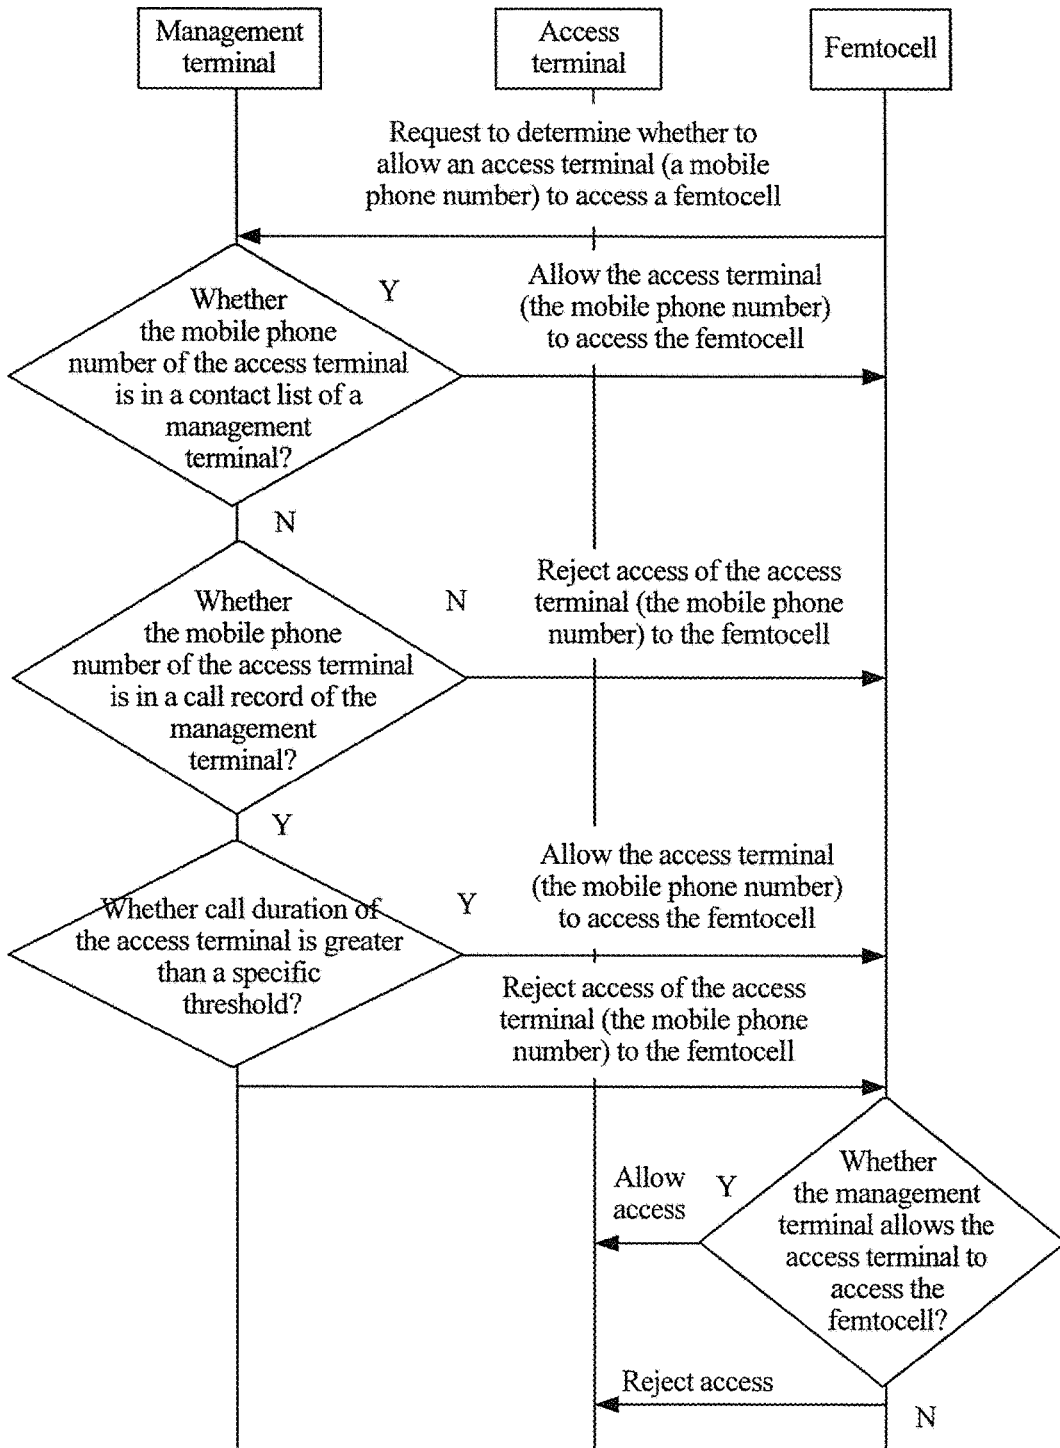 Management
terminal
Access
terminal
Femtocell
Request to determine whether to
allow an access terminal (a mobile
phone number) to access a femtocell
Whether
the mobile phone
number of the access terminal
is in a contact list of a
management
terminal?
Y
Allow the access terminal
(the mobile phone number)
to access the femtocell
N
Whether
the mobile phone
number of the access terminal
is in a call record of the
management
terminal?
N
Reject access of the access
terminal (the mobile phone
number) to the femtocell
Y
Whether call duration of
the access terminal is greater
than a specific
threshold?
Y
Allow the access terminal
(the mobile phone number)
to access the femtocell
Reject access of the access
terminal (the mobile phone
number) to the femtocell
Whether
the management
terminal allows the
access terminal to
access the
femtocell?
Allow
access
Y
Reject access
N